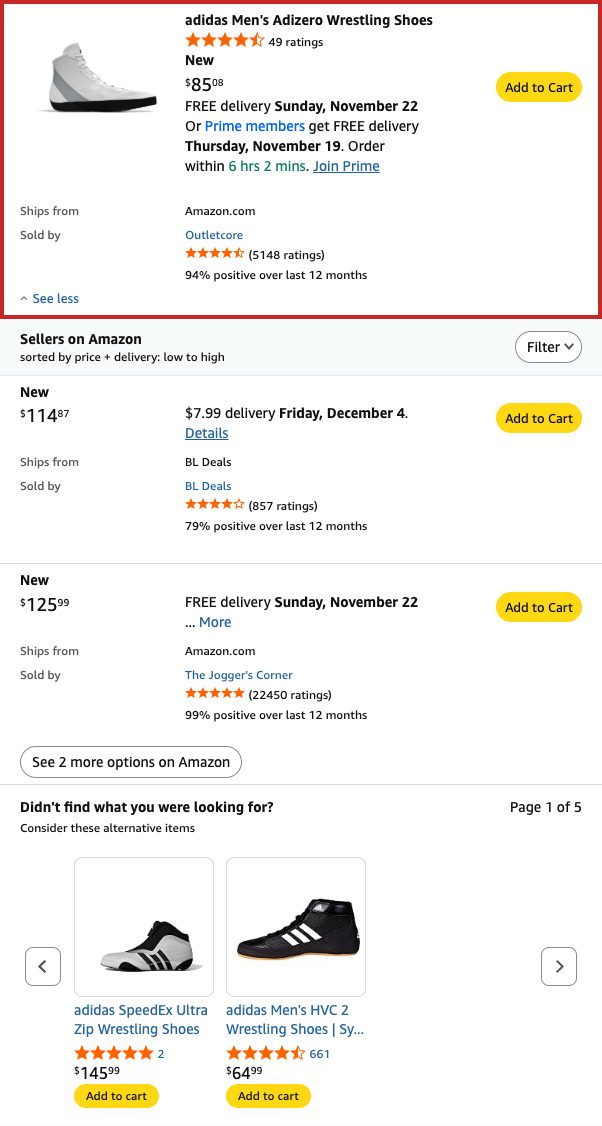 adidas Men's Adizero Wrestling Shoes
49 ratings
New
$8508
FREE delivery Sunday, November 22
Or Prime members get FREE delivery
Thursday, November 19. Order
within 6 hrs 2 mins. Join Prime
Add to Cart
Ships from Amazon.com
Sold by Outletcore
(5148 ratings)
94% positive over last 12 months
See less
Sellers on Amazon
sorted by price + delivery: low to high
Filter
New
$11487 $7.99 delivery Friday, December 4. Add to Cart
Details
Ships from BL Deals
Sold by BL Deals
(857 ratings)
79% positive over last 12 months
New
$12599 FREE delivery Sunday, November 22 Add to Cart
... More
Ships from Amazon.com
Sold by The Jogger's Corner
(22450 ratings)
99% positive over last 12 months
See 2 more options on Amazon
Didn't find what you were looking for? Page 1 of 5
Consider these alternative items
adidas SpeedEx Ultra
Zip Wrestling Shoes
2
$14599
Add to cart
adidas Men's HVC 2
Wrestling Shoes | Sy...
661
$6499
Add to cart